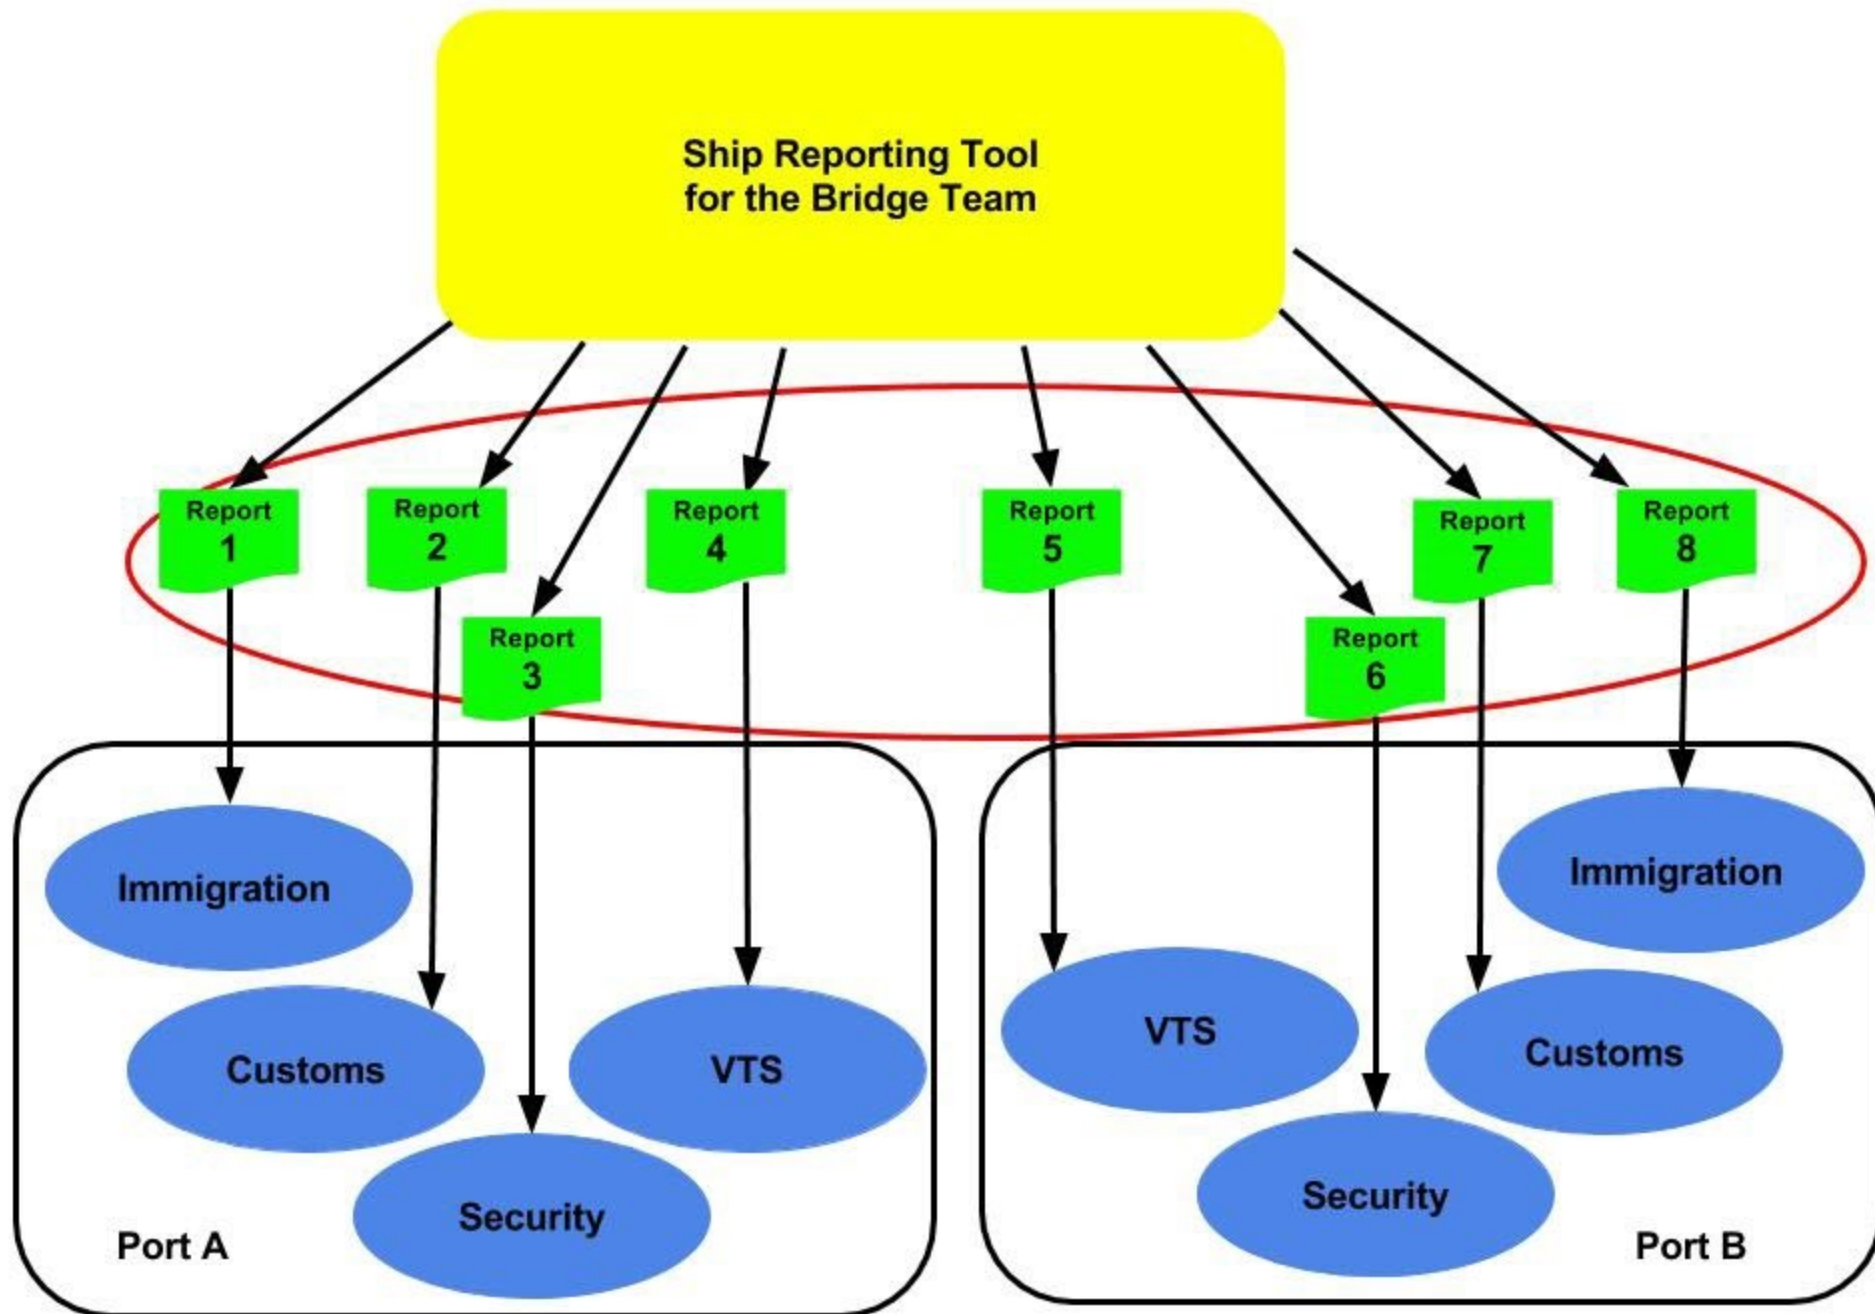 Ship Reporting Tool
for the Bridge Team
Report
1
Report
2
Report
3
Report
4
Report
5
Report
6
Report
7
Report
8
Immigration
Customs
Security
VTS
Port A
VTS
Security
Customs
Immigration
Port B